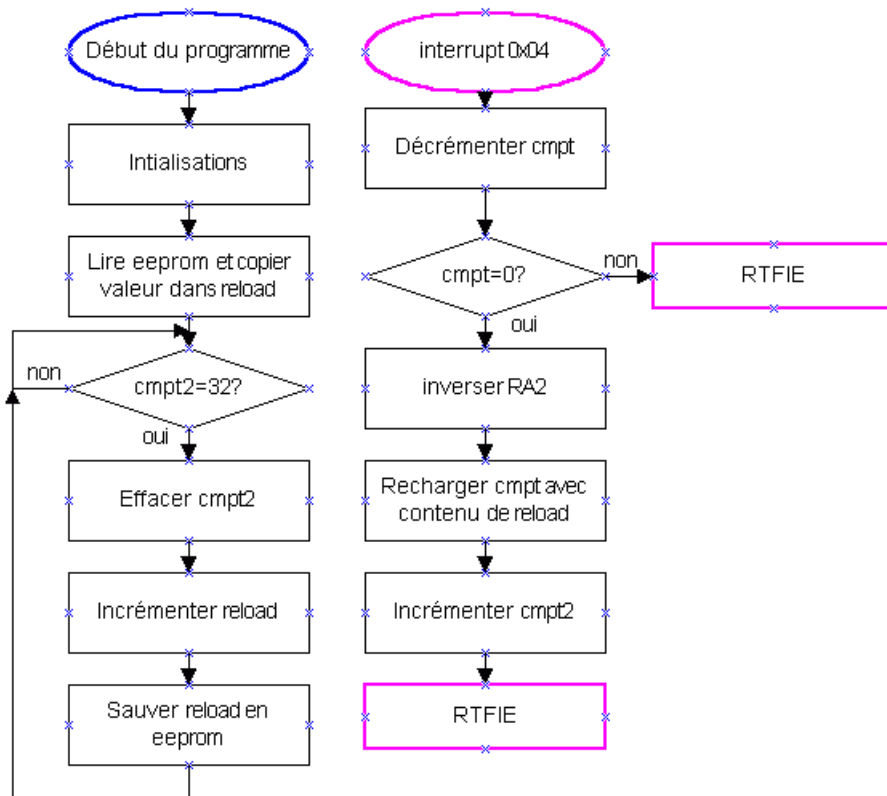 Début du programme
Intialisations
Lire eeprom et copier
valeur dans reload
non
cmpt2=32?
oui
Effacer cmpt2
Incrémenter reload
Sauver reload en
eeprom
interrupt 0x04
Décrémenter cmpt
cmpt=0?
non
RTFIE
oui
inverser RA2
Recharger cmpt avec
contenu de reload
Incrémenter cmpt2
RTFIE